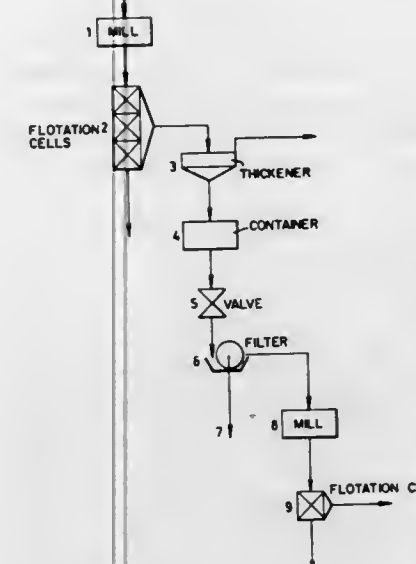 1 MILL
FLOTATION 2
CELLS
3
THICKENER
4 CONTAINER
5 VALVE
FILTER
6
7
8 MILL
FLOTATION C
9